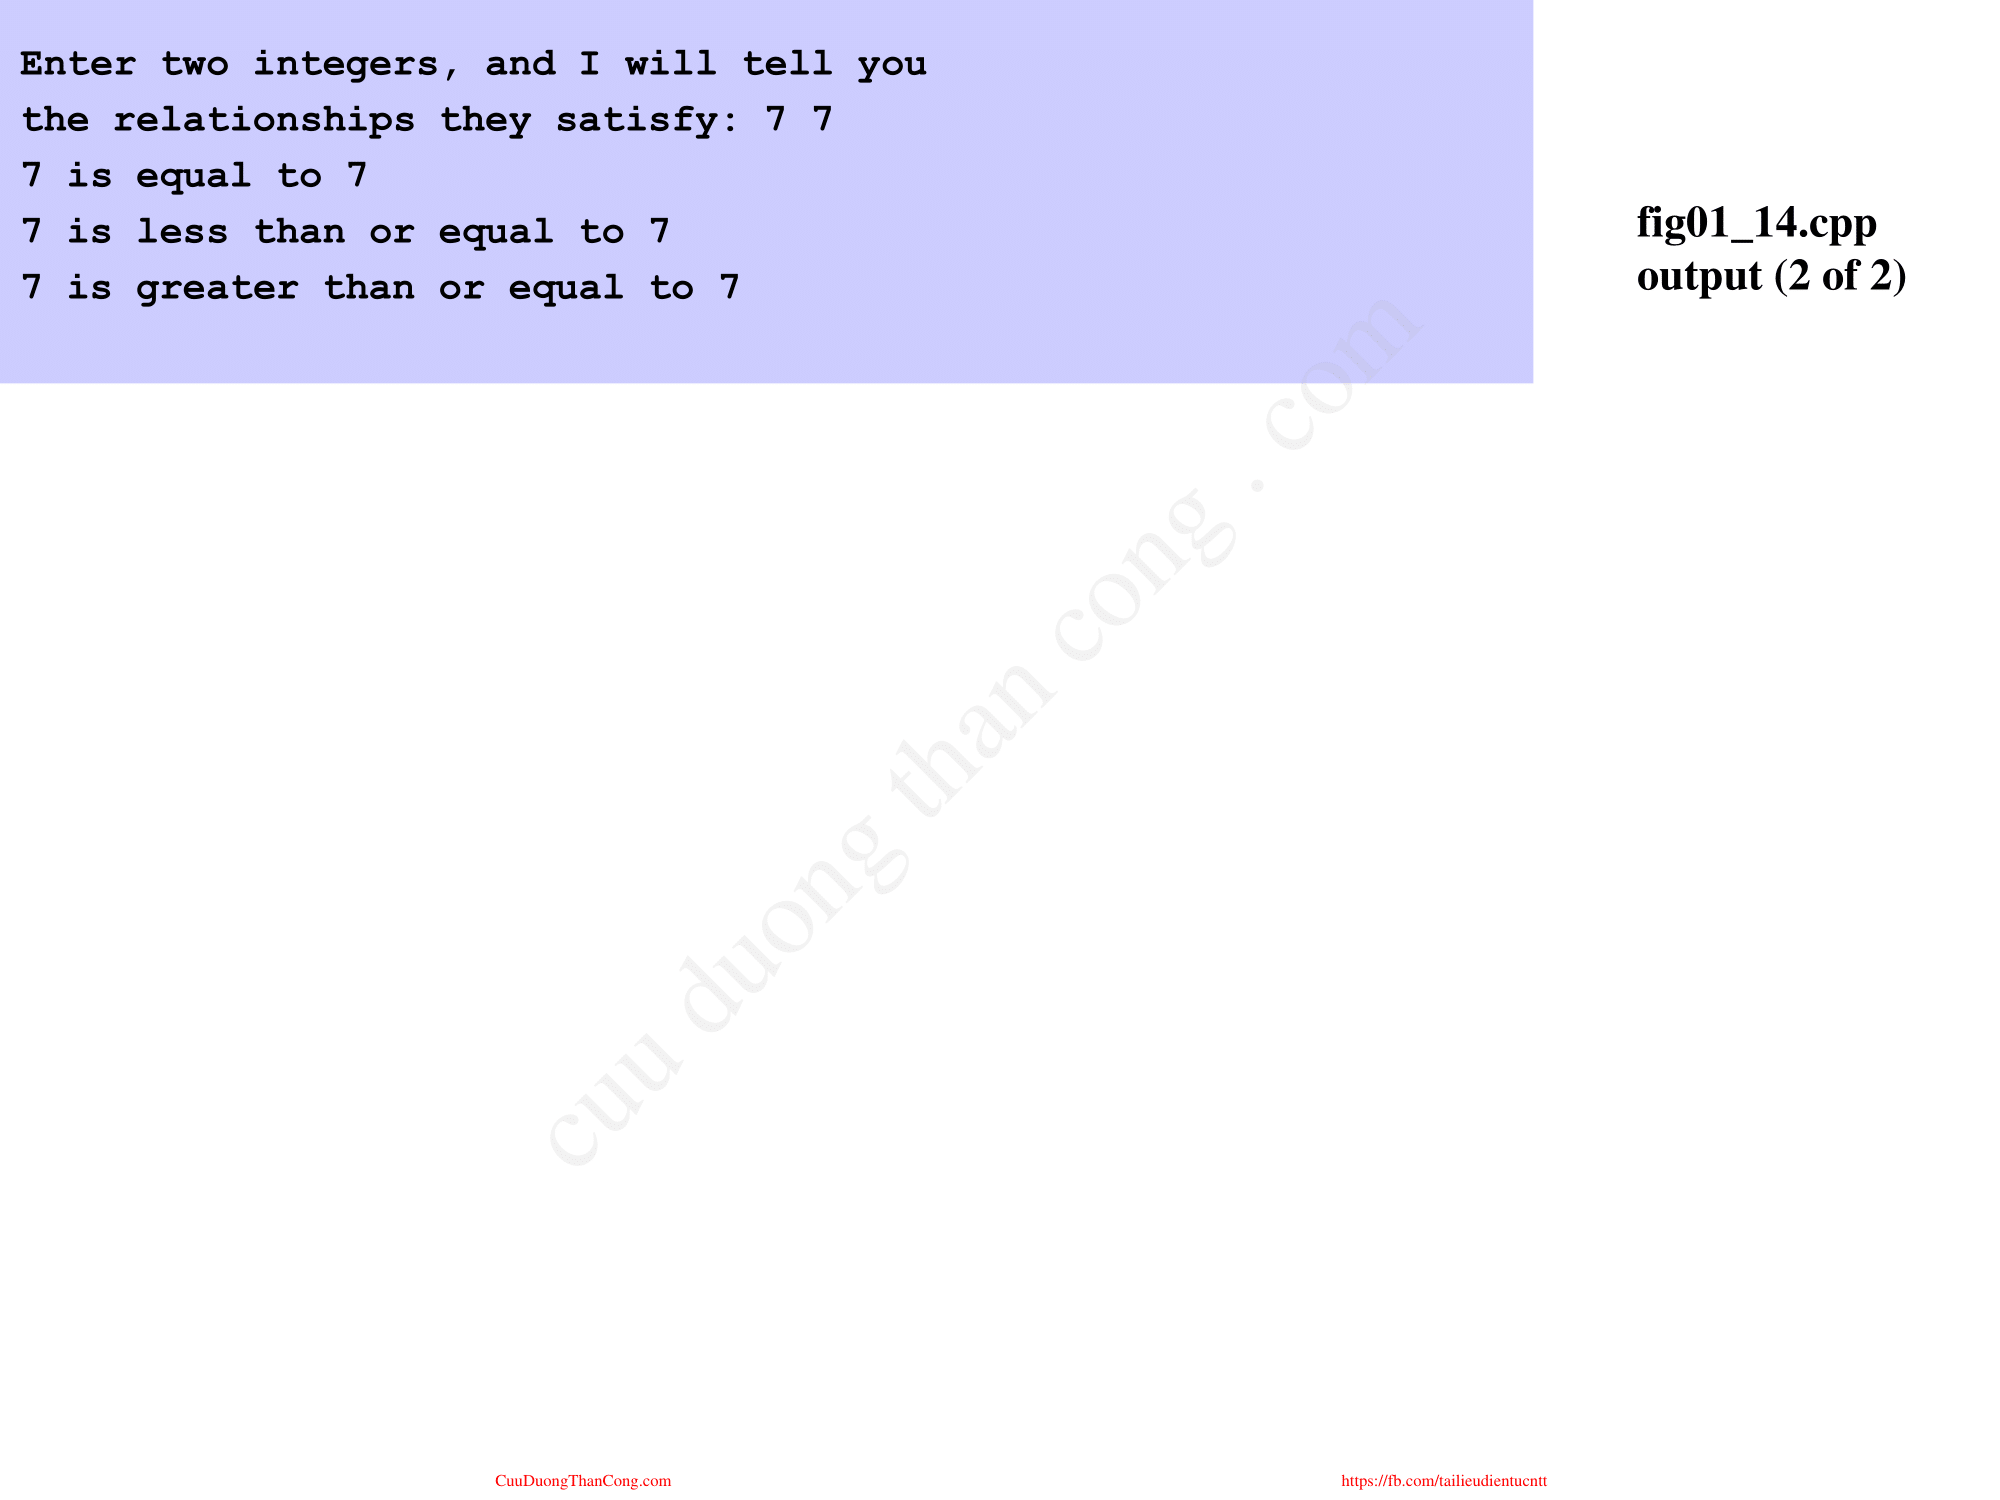 Enter two integers, and I will tell you
the relationships they satisfy: 7 7
7 is equal to 7
7 is less than or equal to 7
7 is greater than or equal to 7
fig01_14.cpp
output (2 of 2)
cuu duong than cong . com
CuuDuongThanCong.com
https://fb.com/tailieudientucntt